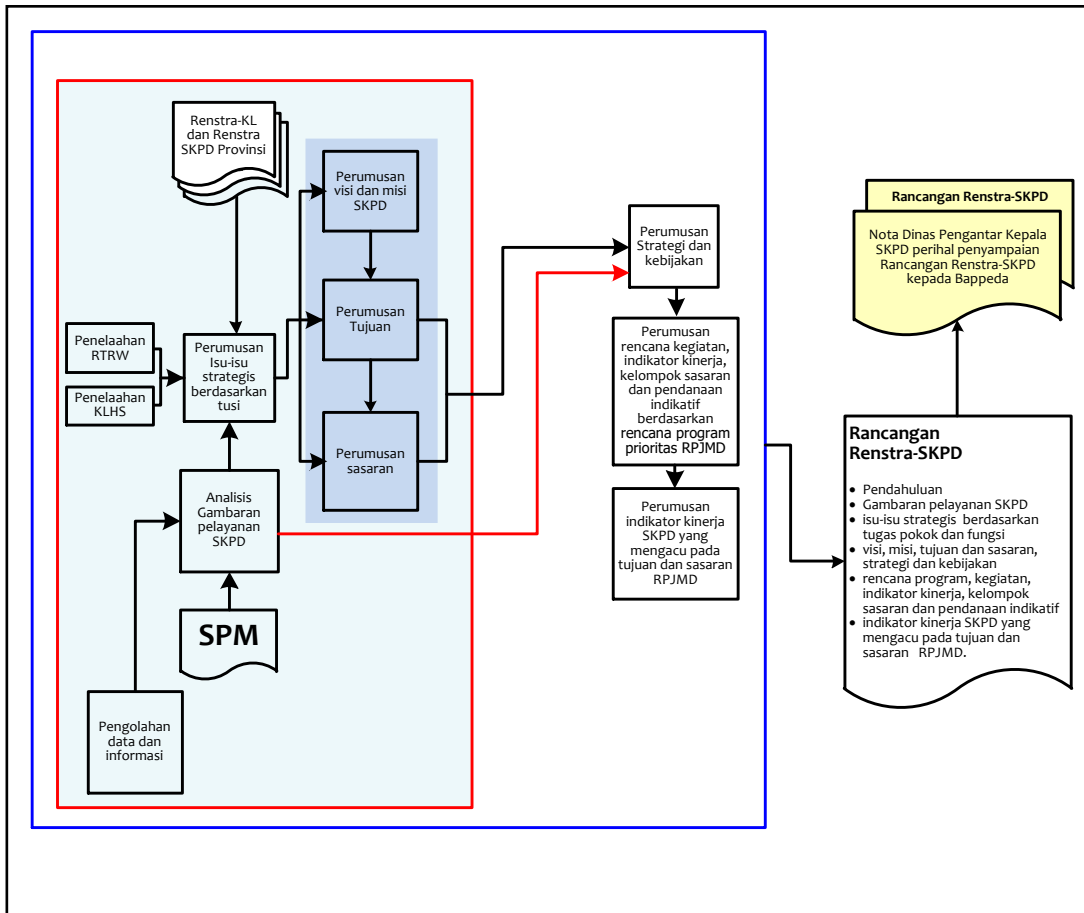 Renstra-KL
dan Renstra
SKPD Provinsi
Perumusan
visi dan misi
SKPD
Perumusan
Tujuan
Perumusan
sasaran
Penelaahan
RTRW
Penelaahan
KLHS
Perumusan
Isu-isu
strategis
berdasarkan
tusi
Analisis
Gambaran
pelayanan
SKPD
SPM
Pengolahan
data dan
informasi
Perumusan
Strategi dan
kebijakan
Perumusan
rencana kegiatan,
indikator kinerja,
kelompok sasaran
dan pendanaan
indikatif
berdasarkan
rencana program
prioritas RPJMD
Perumusan
indikator kinerja
SKPD yang
mengacu pada
tujuan dan sasaran
RPJMD
Rancangan Renstra-SKPD
Nota Dinas Pengantar Kepala
SKPD perihal penyampaian
Rancangan Renstra-SKPD
kepada Bappeda
Rancangan
Renstra-SKPD
• Pendahuluan
• Gambaran pelayanan SKPD
• isu-isu strategis berdasarkan
tugas pokok dan fungsi
• visi, misi, tujuan dan sasaran,
strategi dan kebijakan
• rencana program, kegiatan,
indikator kinerja, kelompok
sasaran dan pendanaan indikatif
• indikator kinerja SKPD yang
mengacu pada tujuan dan
sasaran RPJMD.